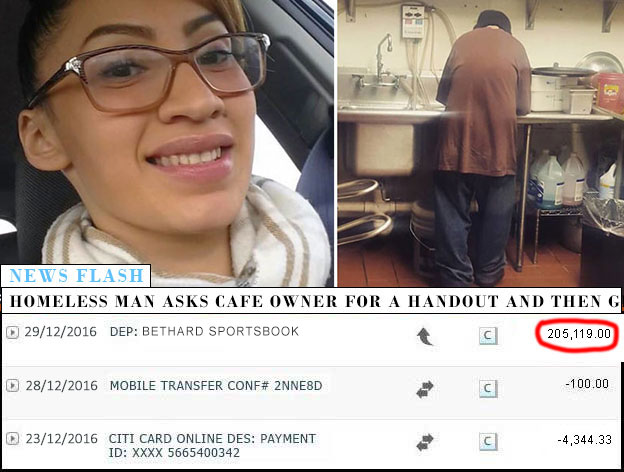 NEWS FLASH
HOMELESS MAN ASKS CAFE OWNER FOR A HANDOUT AND THEN G
29/12/2016 DEP: BETHARD SPORTSBOOK C 205,119.00
28/12/2016 MOBILE TRANSFER CONF# 2NNE8D C -100.00
23/12/2016 CITI CARD ONLINE DES: PAYMENT C -4,344.33
ID: XXXX 5665400342